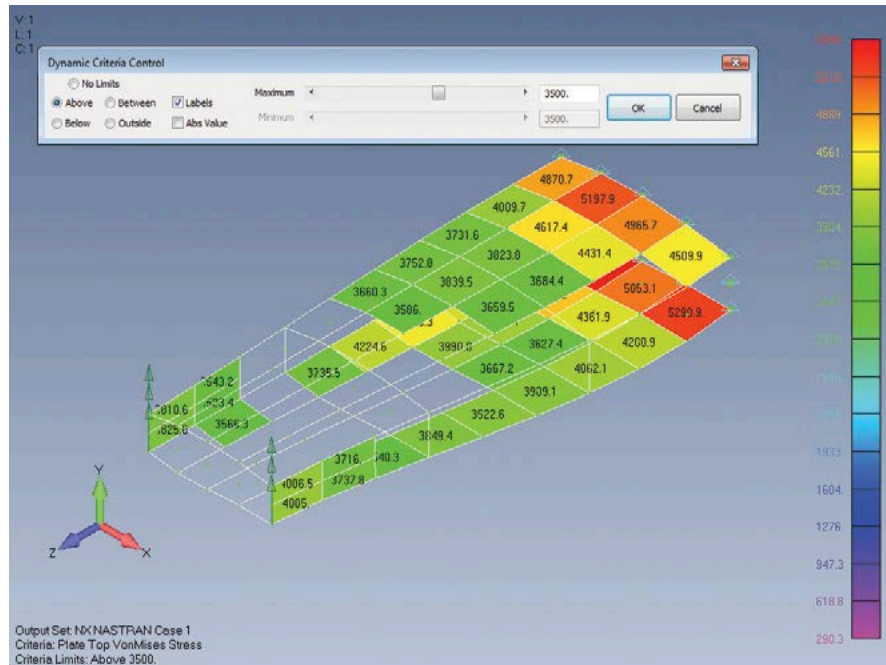 V:1
L:1
C:1
Dynamic Criteria Control
No Limits
Above
Between
Labels
Below
Outside
Abs Value
Maximum
3500.
Minimum
3500.
OK
Cancel
4889.
4561.
4232.
3904.
1604.
1276.
947.3
618.8
290.3
4870.7
5197.9
4009.7
4965.7
4617.4
3731.6
4509.9
4431.4
3823.8
3752.8
3684.4
3839.5
5053.1
3660.3
3659.5
3586.
5299.9
4361.9
4200.9
3627.4
4224.6
4062.1
3667.2
3735.5
3909.1
3522.6
3566.3
3849.4
3716.
4006.5
3737.8
4005.
Y
Z
X
Output Set: NX NASTRAN Case 1
Criteria: Plate Top VonMises Stress
Criteria Limits: Above 3500.